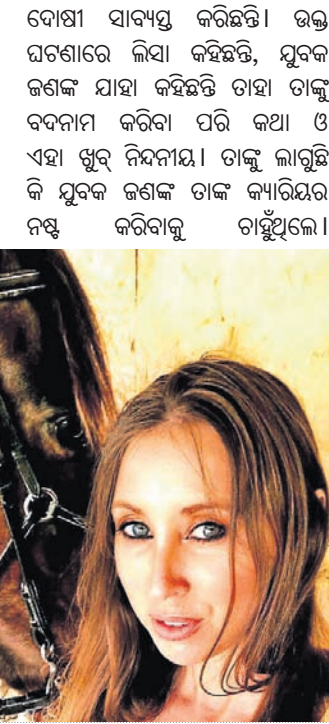 ଦୋଷୀ ସାବ୍ୟସ୍ତ କରିଛନ୍ତି। ଉକ୍ତ
ଘଟଣାରେ ଲିସା କହିଛନ୍ତି, ଯୁବକ
ଜଣଙ୍କ ଯାହା କହିଛନ୍ତି ତାହା ତାଙ୍କୁ
ବଦନାମ କରିବା ପରି କଥା ଓ
ଏହା ଖୁବ୍ ନିନ୍ଦନୀୟ। ତାଙ୍କୁ ଲାଗୁଛି
କି ଯୁବକ ଜଣଙ୍କ ତାଙ୍କ କ୍ୟାରିୟର
ନଷ୍ଟ କରିବାକୁ ଚାହୁଁଥିଲେ।